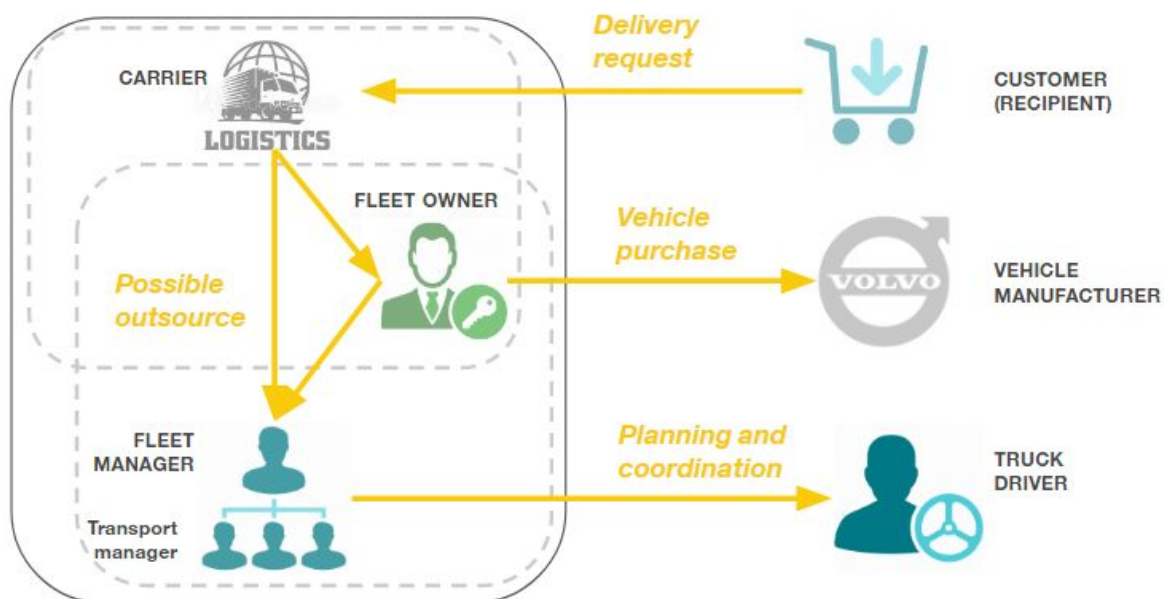 Delivery
request
CARRIER
LOGISTICS
CUSTOMER
(RECIPIENT)
FLEET OWNER
Vehicle
purchase
Possible
outsource
VOLVO
VEHICLE
MANUFACTURER
FLEET
MANAGER
Transport
manager
Planning and
coordination
TRUCK
DRIVER